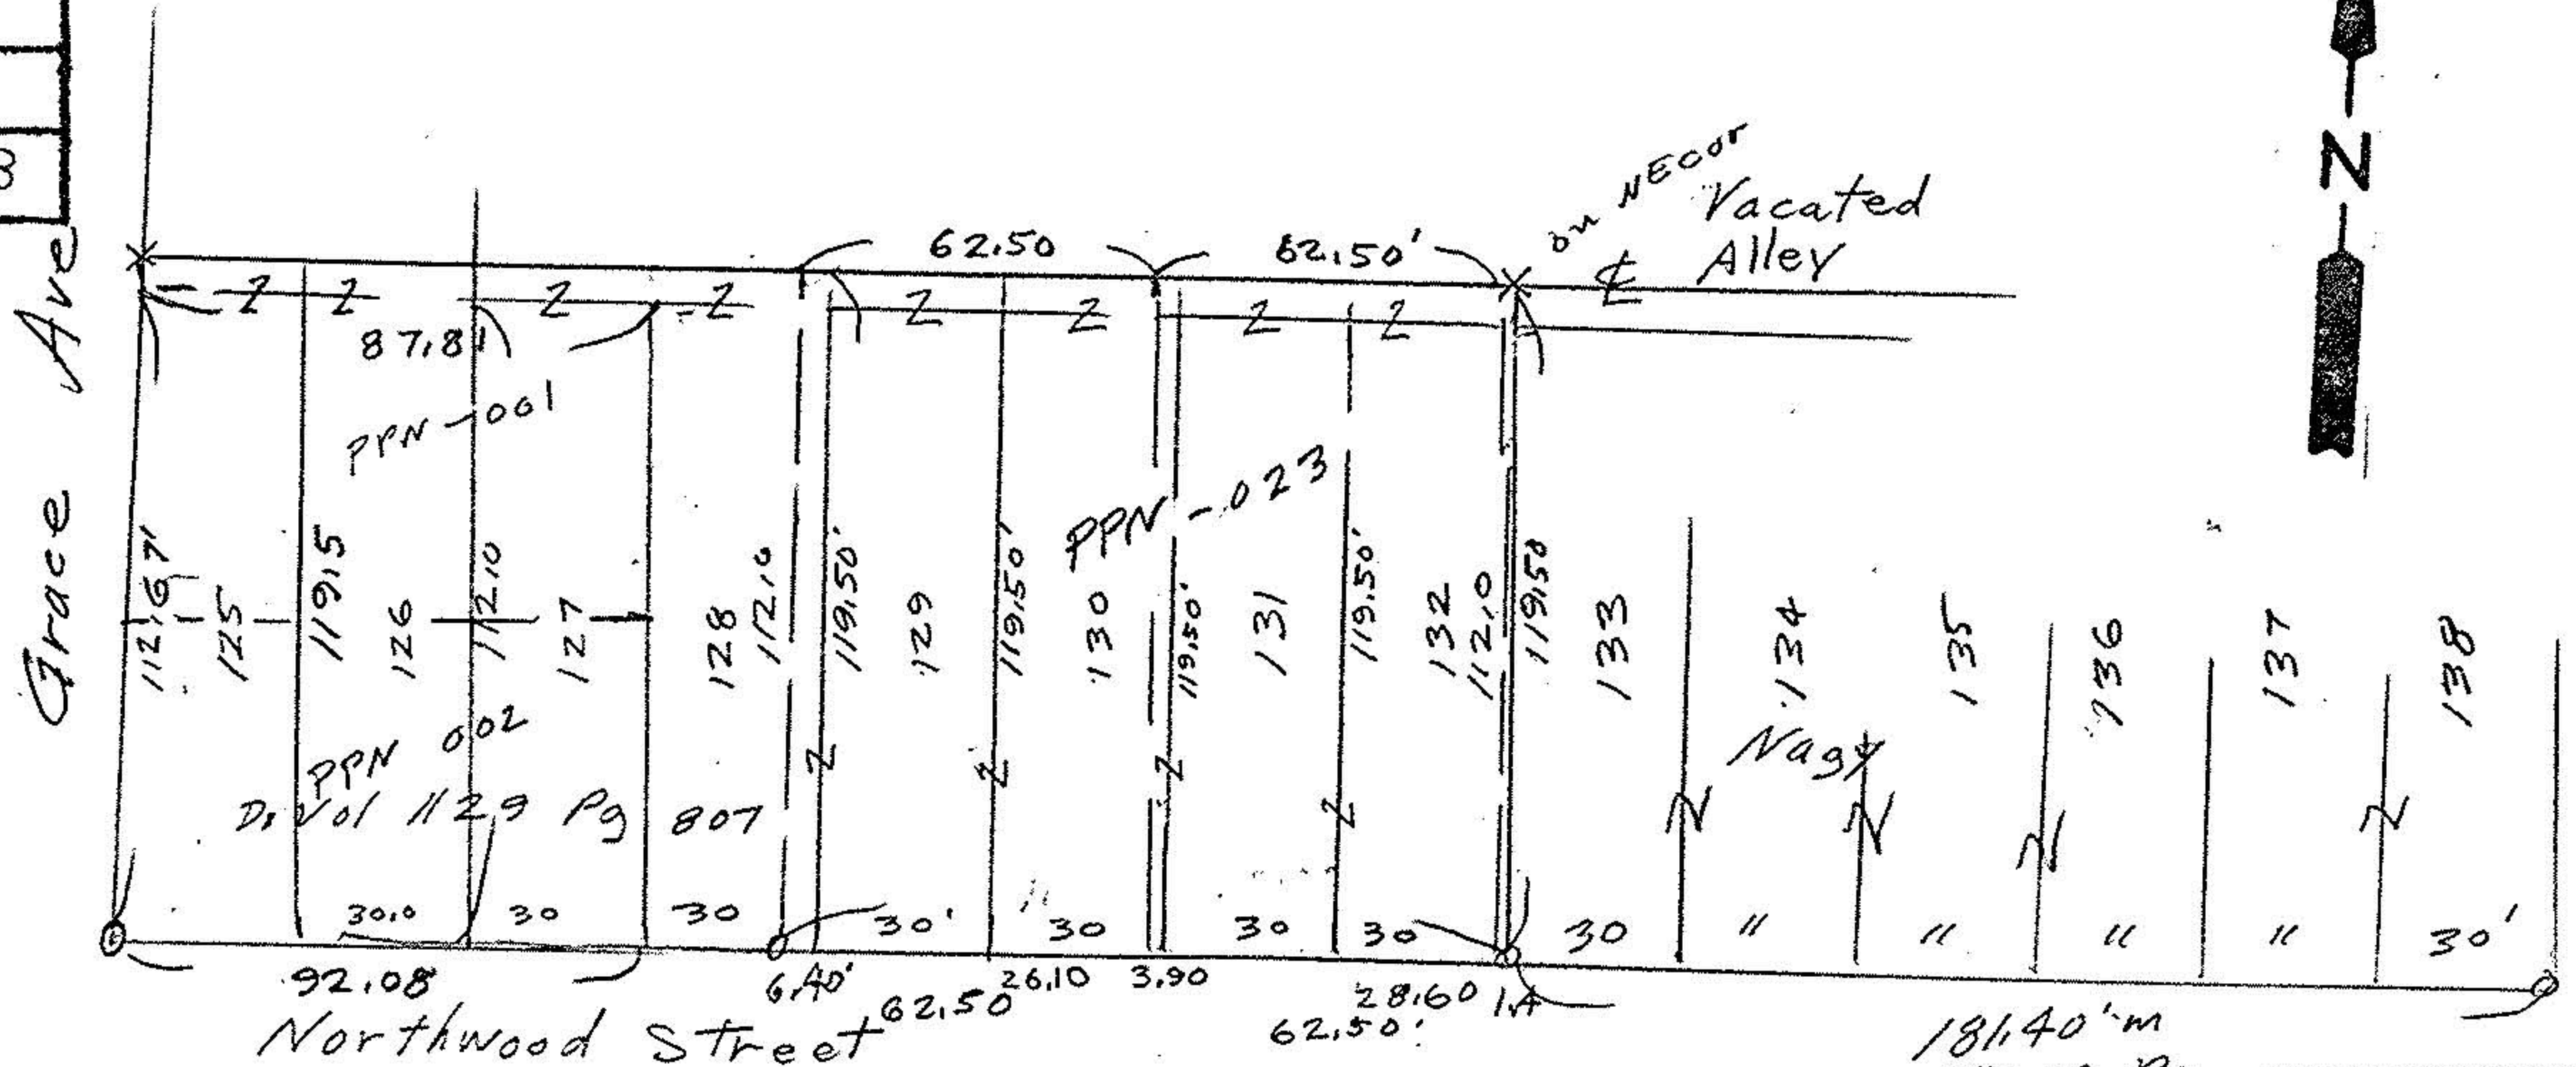 8
N
on NEcor
Vacated
Alley
℄
62.50
62.50'
Z Z Z Z Z Z Z Z
87.81
PPN-001
PPN-023
Grace Ave
112.67'
125
119.5
126
112.10
127
128
112.0
119.50'
129
119.50'
130
119.50'
131
119.50'
132
112.0
119.50
133
134
135
136
137
138
Nagy
PPN 002
D. Vol 1129 Pg 807
Z Z Z Z Z Z Z Z
30.0 30 30 30' 30 30 30 30 " " " " 30'
92.08'
6.40'
26.10
3.90
28.60
1.4
62.50
62.50'
181.40'-m
Northwood Street